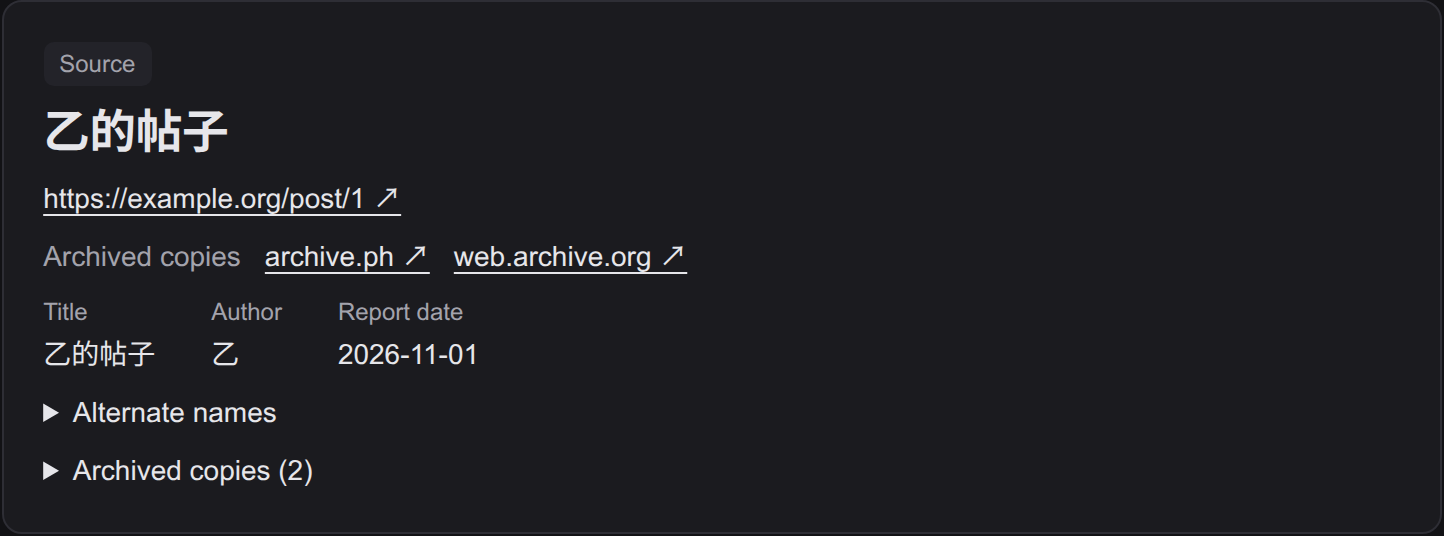 Source
乙的帖子
https://example.org/post/1 ↗
Archived copies archive.ph ↗ web.archive.org ↗
Title Author Report date
乙的帖子 乙 2026-11-01
▶ Alternate names
▶ Archived copies (2)